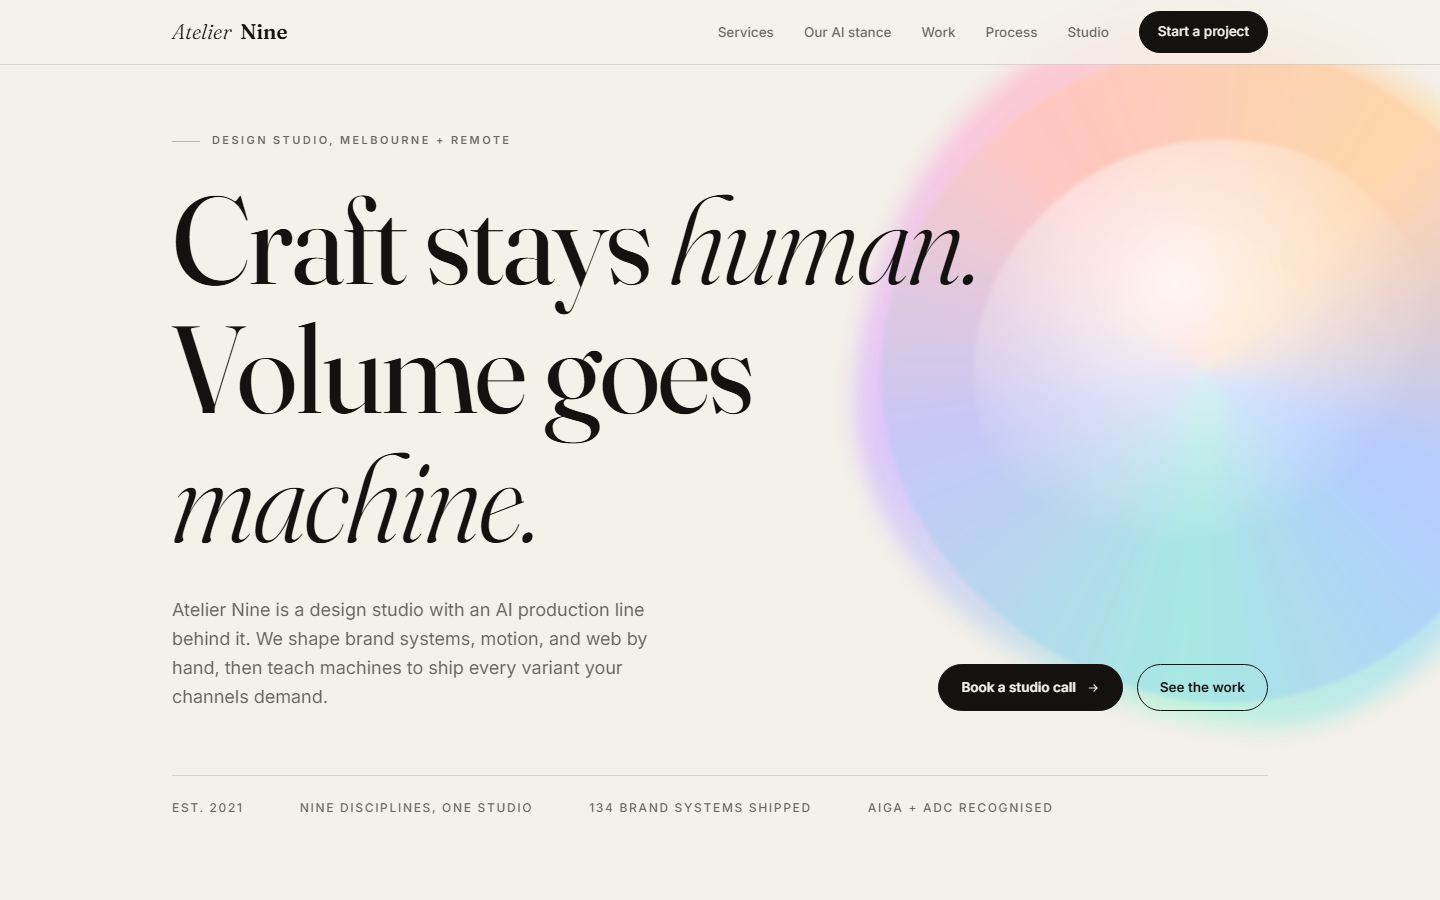 Atelier Nine
Services
Our AI stance
Work
Process
Studio
Start a project
DESIGN STUDIO, MELBOURNE + REMOTE
Craft stays human.
Volume goes
machine.
Atelier Nine is a design studio with an AI production line
behind it. We shape brand systems, motion, and web by
hand, then teach machines to ship every variant your
channels demand.
Book a studio call →
See the work
EST. 2021
NINE DISCIPLINES, ONE STUDIO
134 BRAND SYSTEMS SHIPPED
AIGA + ADC RECOGNISED